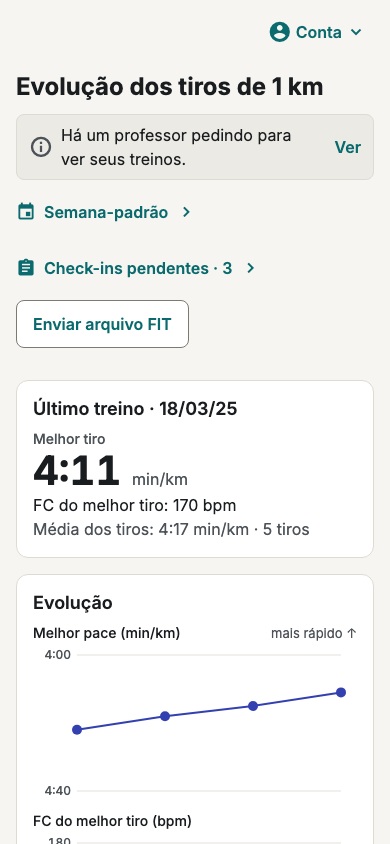 Conta
Evolução dos tiros de 1 km
Há um professor pedindo para
ver seus treinos.
Ver
Semana-padrão
Check-ins pendentes · 3
Enviar arquivo FIT
Último treino · 18/03/25
Melhor tiro
4:11 min/km
FC do melhor tiro: 170 bpm
Média dos tiros: 4:17 min/km · 5 tiros
Evolução
Melhor pace (min/km)
mais rápido ↑
4:00
4:40
FC do melhor tiro (bpm)
180